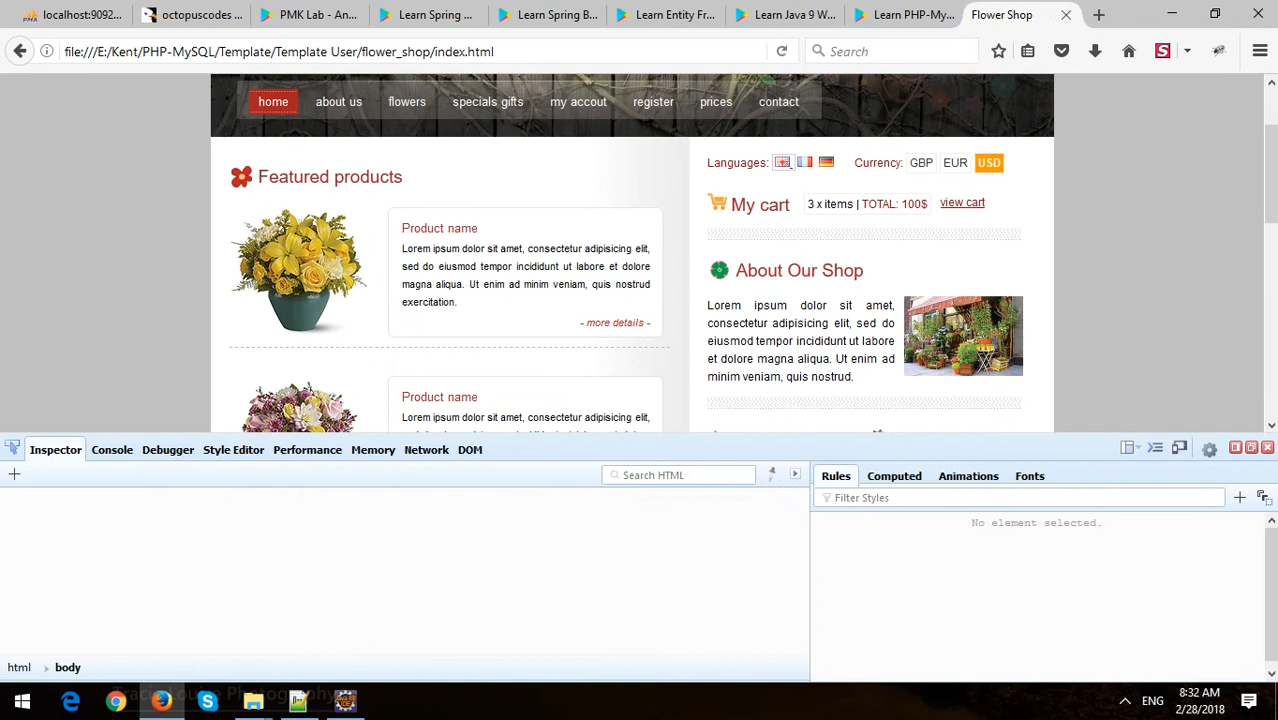 localhost:9092...
octopuscodes ...
PMK Lab - An...
Learn Spring ...
Learn Spring B...
Learn Entity Fr...
Learn Java 9 W...
Learn PHP-My...
Flower Shop
file:///E:/Kent/PHP-MySQL/Template/Template User/flower_shop/index.html
Search
home about us flowers specials gifts my accout register prices contact
Featured products
Product name
Lorem ipsum dolor sit amet, consectetur adipisicing elit,
sed do eiusmod tempor incididunt ut labore et dolore
magna aliqua. Ut enim ad minim veniam, quis nostrud
exercitation.
- more details -
Product name
Lorem ipsum dolor sit amet, consectetur adipisicing elit,
Languages: Currency: GBP EUR USD
My cart 3 x items | TOTAL: 100$ view cart
About Our Shop
Lorem ipsum dolor sit amet,
consectetur adipisicing elit, sed do
eiusmod tempor incididunt ut labore
et dolore magna aliqua. Ut enim ad
minim veniam, quis nostrud.
Inspector Console Debugger Style Editor Performance Memory Network DOM
Search HTML
Rules Computed Animations Fonts
Filter Styles
No element selected.
html body
ENG
8:32 AM
2/28/2018